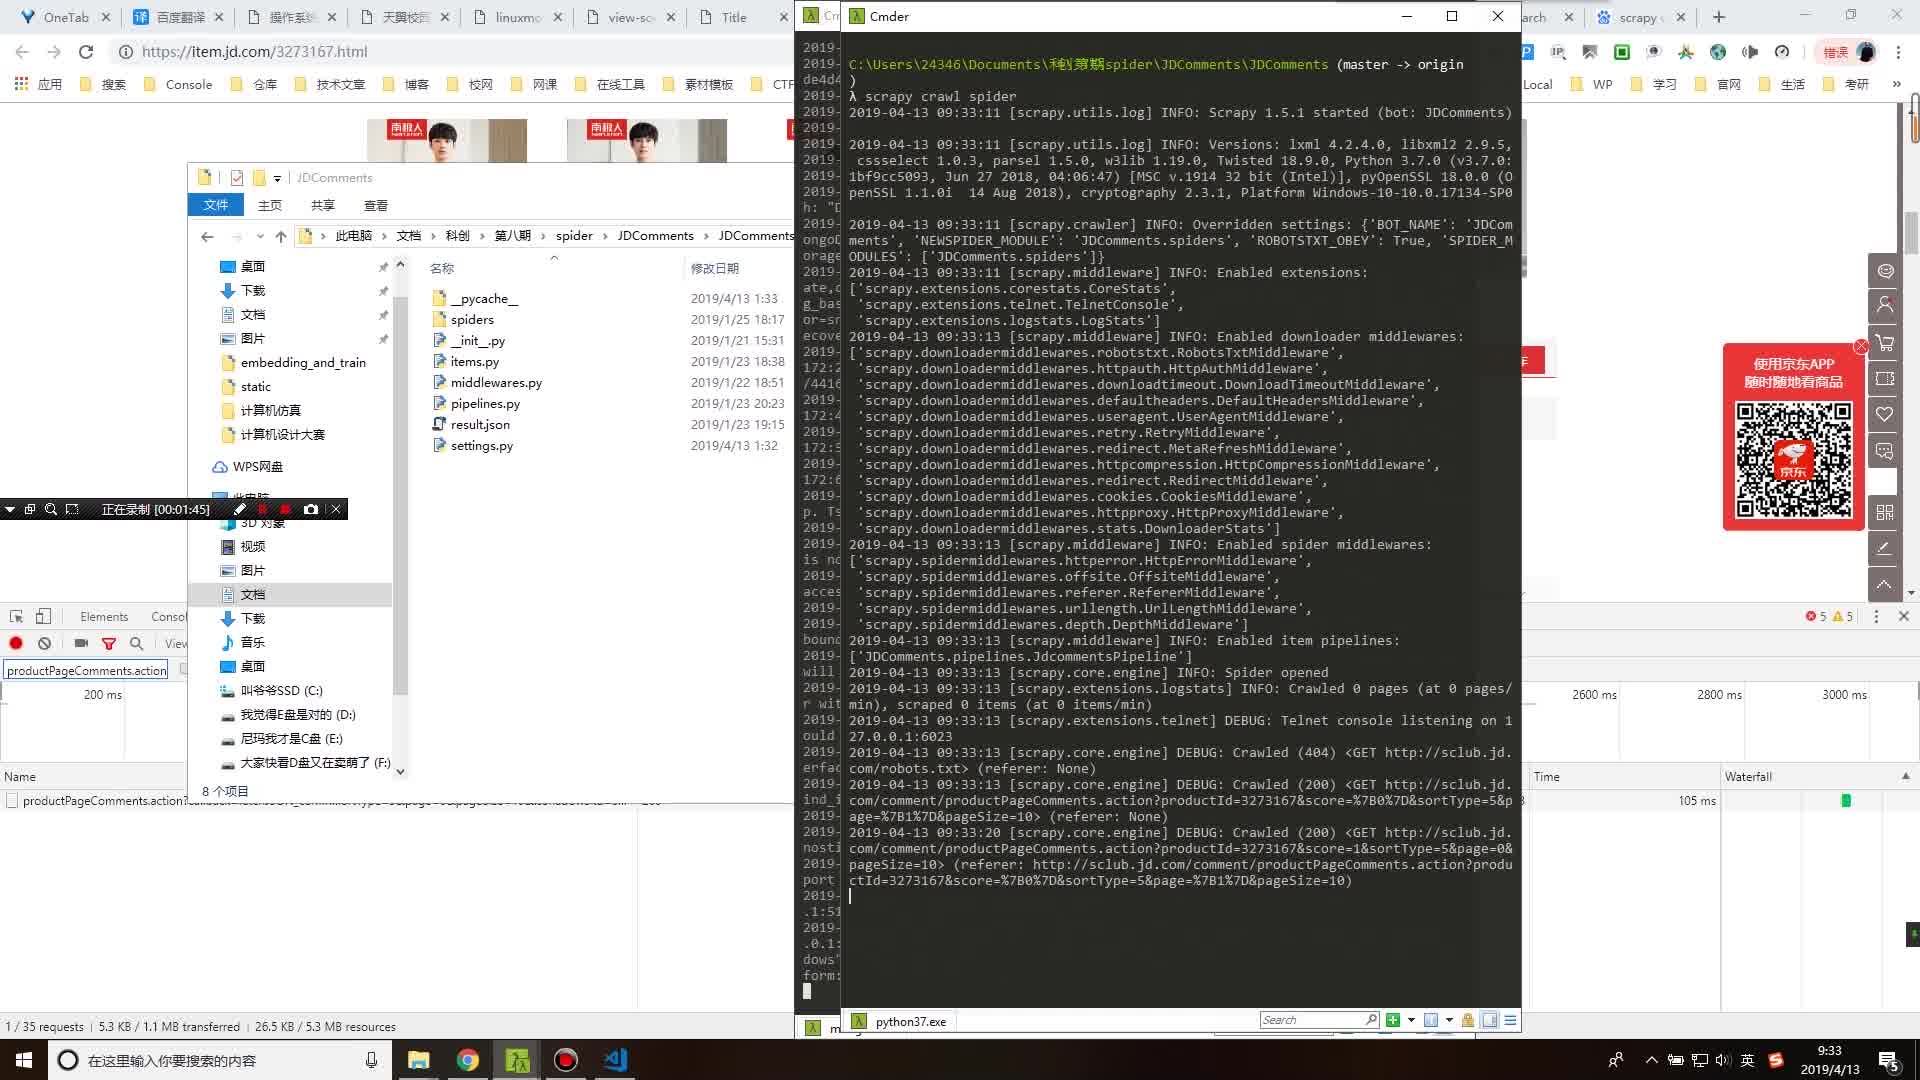 OneTab
百度翻译
操作系统
天翼校园
linuxmo
view-so
Title
arch
scrapy
https://item.jd.com/3273167.html
错误
应用
搜索
Console
仓库
技术文章
博客
校网
网课
在线工具
素材模板
CTF
Local
WP
学习
官网
生活
考研
»
南极人
南极人
JDComments
文件
主页
共享
查看
此电脑 › 文档 › 科创 › 第八期 › spider › JDComments › JDComments
名称
修改日期
桌面
下载
文档
图片
embedding_and_train
static
计算机仿真
计算机设计大赛
WPS网盘
此电脑
3D 对象
视频
图片
文档
下载
音乐
桌面
叫爷爷SSD (C:)
我觉得E盘是对的 (D:)
尼玛我才是C盘 (E:)
大家快看D盘又在卖萌了 (F:)
__pycache__ 2019/4/13 1:33
spiders 2019/1/25 18:17
__init__.py 2019/1/21 15:31
items.py 2019/1/23 18:38
middlewares.py 2019/1/22 18:51
pipelines.py 2019/1/23 20:23
result.json 2019/1/23 19:15
settings.py 2019/4/13 1:32
8 个项目
正在录制 [00:01:45]
Cmder
C:\Users\24346\Documents\科创\第八期\spider\JDComments\JDComments (master -> origin
)
λ scrapy crawl spider
2019-04-13 09:33:11 [scrapy.utils.log] INFO: Scrapy 1.5.1 started (bot: JDComments)
2019-04-13 09:33:11 [scrapy.utils.log] INFO: Versions: lxml 4.2.4.0, libxml2 2.9.5,
cssselect 1.0.3, parsel 1.5.0, w3lib 1.19.0, Twisted 18.9.0, Python 3.7.0 (v3.7.0:
1bf9cc5093, Jun 27 2018, 04:06:47) [MSC v.1914 32 bit (Intel)], pyOpenSSL 18.0.0 (O
penSSL 1.1.0i  14 Aug 2018), cryptography 2.3.1, Platform Windows-10-10.0.17134-SP0
2019-04-13 09:33:11 [scrapy.crawler] INFO: Overridden settings: {'BOT_NAME': 'JDCom
ments', 'NEWSPIDER_MODULE': 'JDComments.spiders', 'ROBOTSTXT_OBEY': True, 'SPIDER_M
ODULES': ['JDComments.spiders']}
2019-04-13 09:33:11 [scrapy.middleware] INFO: Enabled extensions:
['scrapy.extensions.corestats.CoreStats',
'scrapy.extensions.telnet.TelnetConsole',
'scrapy.extensions.logstats.LogStats']
2019-04-13 09:33:13 [scrapy.middleware] INFO: Enabled downloader middlewares:
['scrapy.downloadermiddlewares.robotstxt.RobotsTxtMiddleware',
'scrapy.downloadermiddlewares.httpauth.HttpAuthMiddleware',
'scrapy.downloadermiddlewares.downloadtimeout.DownloadTimeoutMiddleware',
'scrapy.downloadermiddlewares.defaultheaders.DefaultHeadersMiddleware',
'scrapy.downloadermiddlewares.useragent.UserAgentMiddleware',
'scrapy.downloadermiddlewares.retry.RetryMiddleware',
'scrapy.downloadermiddlewares.redirect.MetaRefreshMiddleware',
'scrapy.downloadermiddlewares.httpcompression.HttpCompressionMiddleware',
'scrapy.downloadermiddlewares.redirect.RedirectMiddleware',
'scrapy.downloadermiddlewares.cookies.CookiesMiddleware',
'scrapy.downloadermiddlewares.httpproxy.HttpProxyMiddleware',
'scrapy.downloadermiddlewares.stats.DownloaderStats']
2019-04-13 09:33:13 [scrapy.middleware] INFO: Enabled spider middlewares:
['scrapy.spidermiddlewares.httperror.HttpErrorMiddleware',
'scrapy.spidermiddlewares.offsite.OffsiteMiddleware',
'scrapy.spidermiddlewares.referer.RefererMiddleware',
'scrapy.spidermiddlewares.urllength.UrlLengthMiddleware',
'scrapy.spidermiddlewares.depth.DepthMiddleware']
2019-04-13 09:33:13 [scrapy.middleware] INFO: Enabled item pipelines:
['JDComments.pipelines.JdcommentsPipeline']
2019-04-13 09:33:13 [scrapy.core.engine] INFO: Spider opened
2019-04-13 09:33:13 [scrapy.extensions.logstats] INFO: Crawled 0 pages (at 0 pages/
min), scraped 0 items (at 0 items/min)
2019-04-13 09:33:13 [scrapy.extensions.telnet] DEBUG: Telnet console listening on 1
27.0.0.1:6023
2019-04-13 09:33:13 [scrapy.core.engine] DEBUG: Crawled (404) <GET http://sclub.jd.
com/robots.txt> (referer: None)
2019-04-13 09:33:13 [scrapy.core.engine] DEBUG: Crawled (200) <GET http://sclub.jd.
com/comment/productPageComments.action?productId=3273167&score=%7B0%7D&sortType=5&p
age=%7B1%7D&pageSize=10> (referer: None)
2019-04-13 09:33:20 [scrapy.core.engine] DEBUG: Crawled (200) <GET http://sclub.jd.
com/comment/productPageComments.action?productId=3273167&score=1&sortType=5&page=0&
pageSize=10> (referer: http://sclub.jd.com/comment/productPageComments.action?produ
ctId=3273167&score=%7B0%7D&sortType=5&page=%7B1%7D&pageSize=10)
python37.exe
Search
使用京东APP
随时随地看商品
京东
Elements
Consol
5
5
View
productPageComments.action
200 ms
2600 ms
2800 ms
3000 ms
Name
Time
Waterfall
105 ms
1 / 35 requests | 5.3 KB / 1.1 MB transferred | 26.5 KB / 5.3 MB resources
在这里输入你要搜索的内容
英
9:33
2019/4/13
5